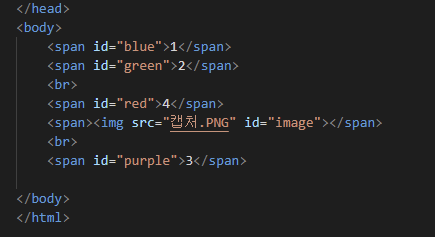 </head>
<body>
    <span id="blue">1</span>
    <span id="green">2</span>
    <br>
    <span id="red">4</span>
    <span><img src="캡처.PNG" id="image"></span>
    <br>
    <span id="purple">3</span>

</body>
</html>